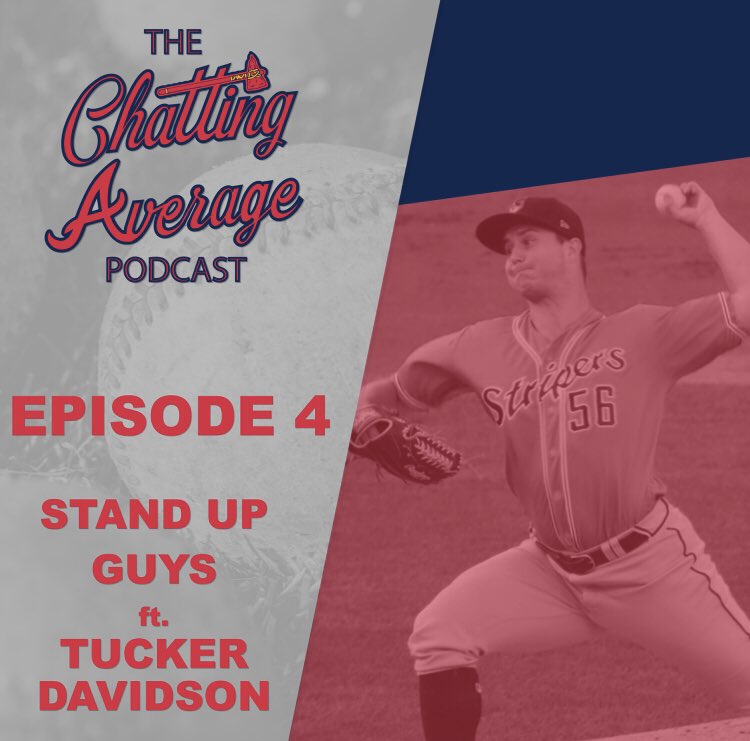 THE
Chatting
Average
PODCAST
EPISODE 4
STAND UP
GUYS
ft.
TUCKER
DAVIDSON
Stripers
56